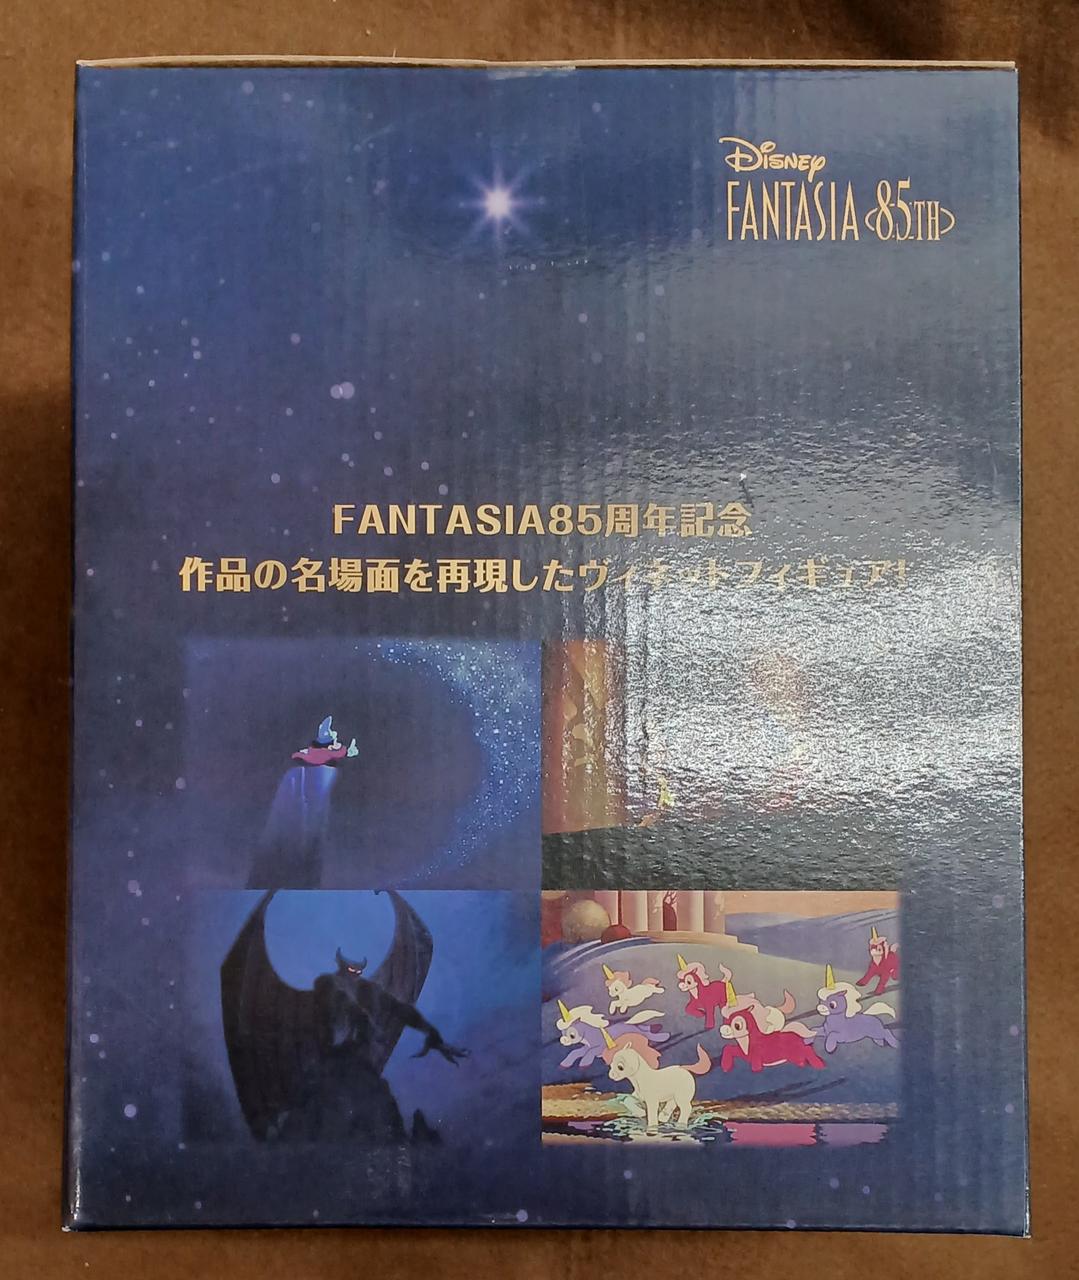 Disney
FANTASIA 85TH
FANTASIA85周年記念
作品の名場面を再現したヴィネットフィギュア!